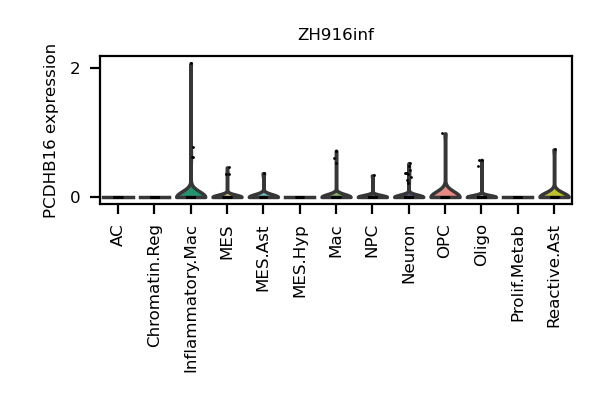 ZH916inf
PCDHB16 expression
2
0
AC
Chromatin.Reg
Inflammatory.Mac
MES
MES.Ast
MES.Hyp
Mac
NPC
Neuron
OPC
Oligo
Prolif.Metab
Reactive.Ast